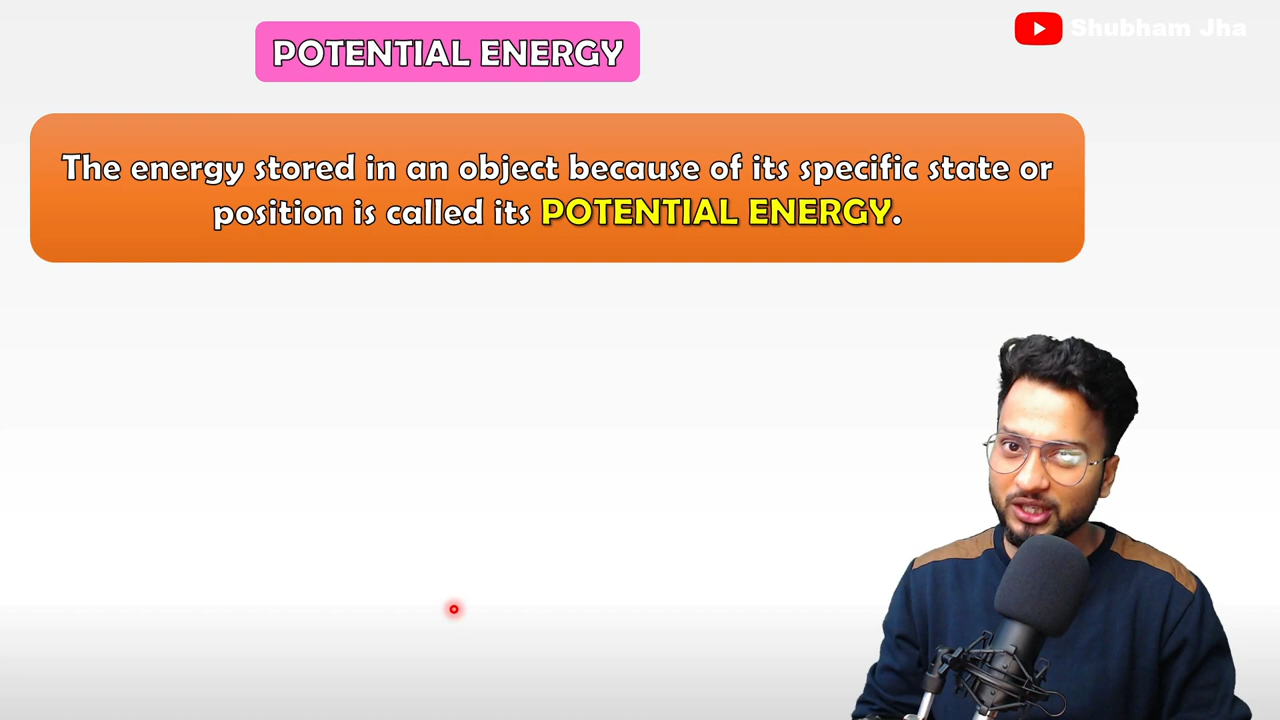 POTENTIAL ENERGY
Shubham Jha
The energy stored in an object because of its specific state or
position is called its POTENTIAL ENERGY.